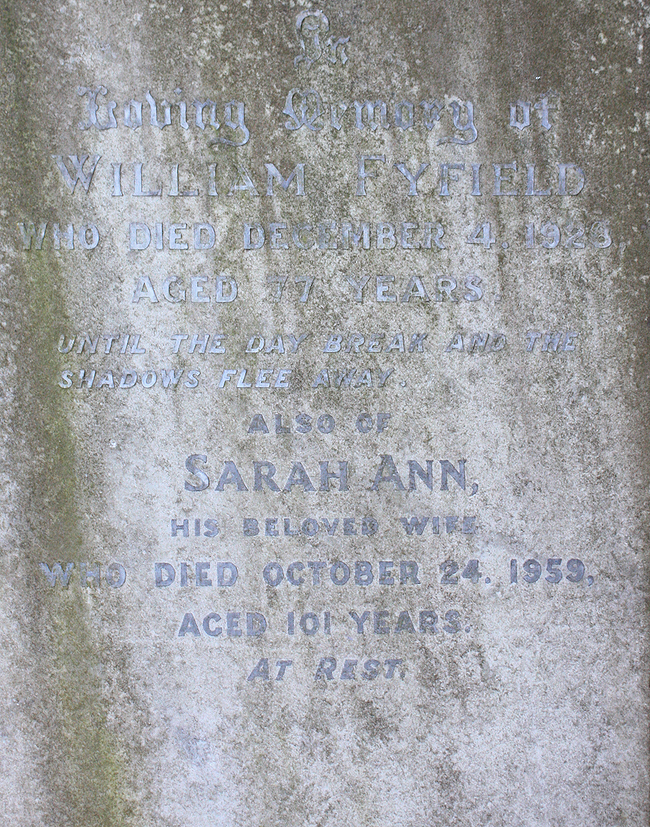 In
Loving Memory of
WILLIAM FYFIELD
WHO DIED DECEMBER 4. 1928,
AGED 77 YEARS.
UNTIL THE DAY BREAK AND THE
SHADOWS FLEE AWAY.
ALSO OF
SARAH ANN,
HIS BELOVED WIFE
WHO DIED OCTOBER 24. 1959,
AGED 101 YEARS.
AT REST.